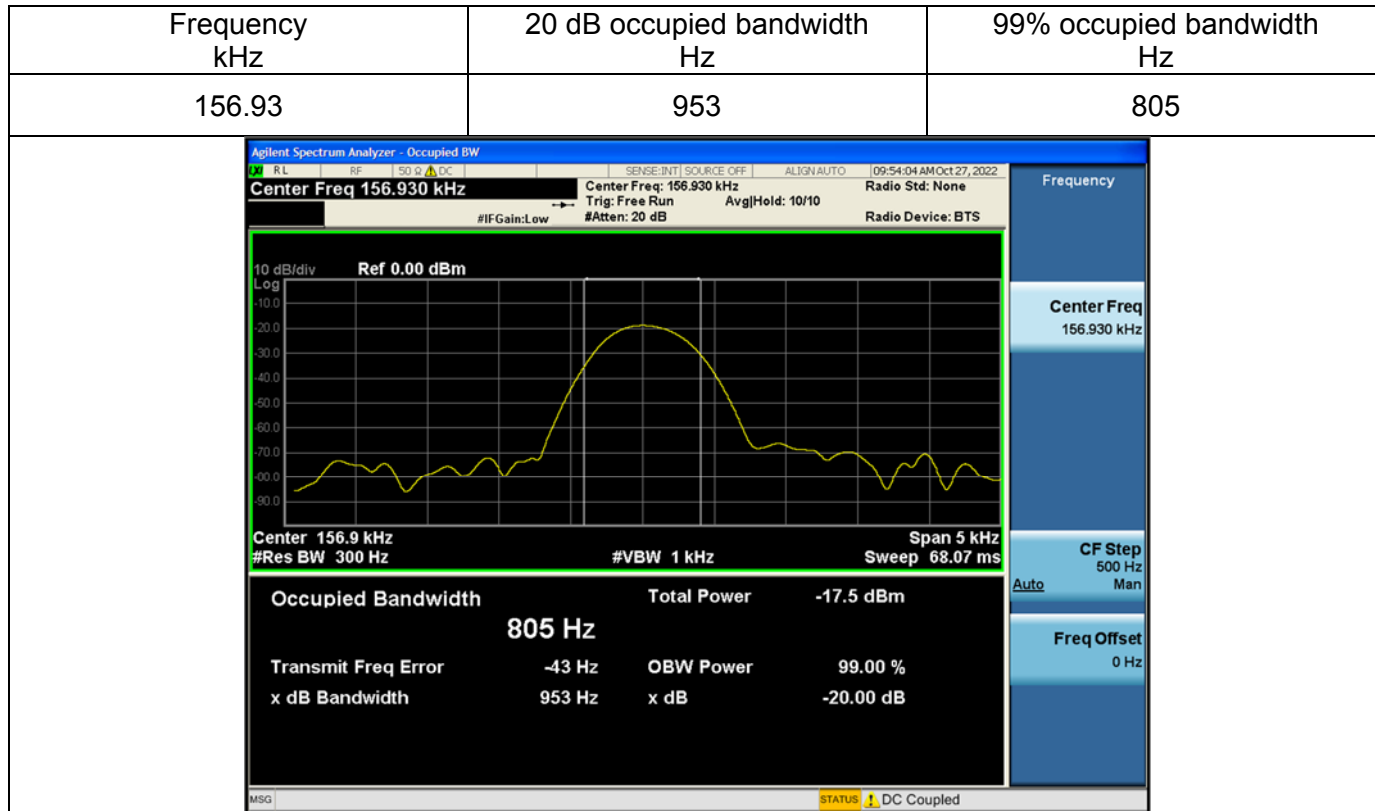 Frequency
kHz
20 dB occupied bandwidth
Hz
99% occupied bandwidth
Hz
156.93
953
805
Agilent Spectrum Analyzer - Occupied BW
LXI RL RF 50 Ω DC SENSE:INT SOURCE OFF ALIGN AUTO 09:54:04 AM Oct 27, 2022
Center Freq 156.930 kHz
Center Freq: 156.930 kHz
Radio Std: None
Trig: Free Run
Avg|Hold: 10/10
#IFGain:Low
#Atten: 20 dB
Radio Device: BTS
10 dB/div
Ref 0.00 dBm
Log
-10.0
-20.0
-30.0
-40.0
-50.0
-60.0
-70.0
-80.0
-90.0
Center 156.9 kHz
Span 5 kHz
#Res BW 300 Hz
#VBW 1 kHz
Sweep 68.07 ms
Occupied Bandwidth
Total Power -17.5 dBm
805 Hz
Transmit Freq Error -43 Hz
OBW Power 99.00 %
x dB Bandwidth 953 Hz
x dB -20.00 dB
Frequency
Center Freq
156.930 kHz
CF Step
500 Hz
Auto Man
Freq Offset
0 Hz
MSG
STATUS
DC Coupled